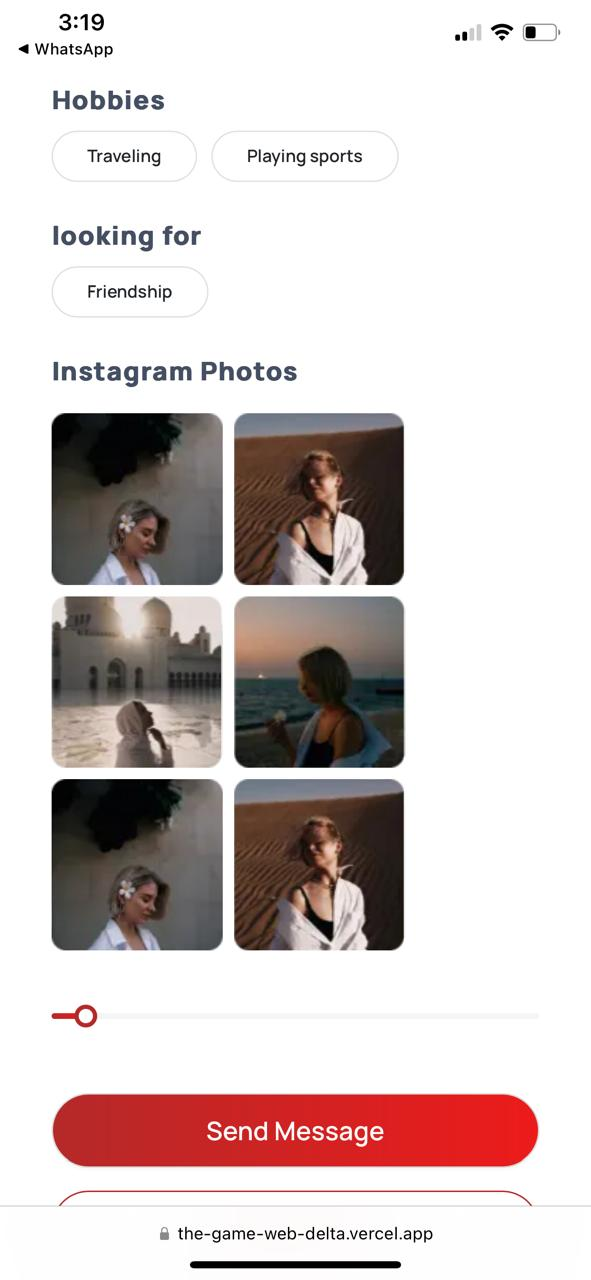 3:19
◀ WhatsApp
Hobbies
Traveling Playing sports
looking for
Friendship
Instagram Photos
Send Message
the-game-web-delta.vercel.app